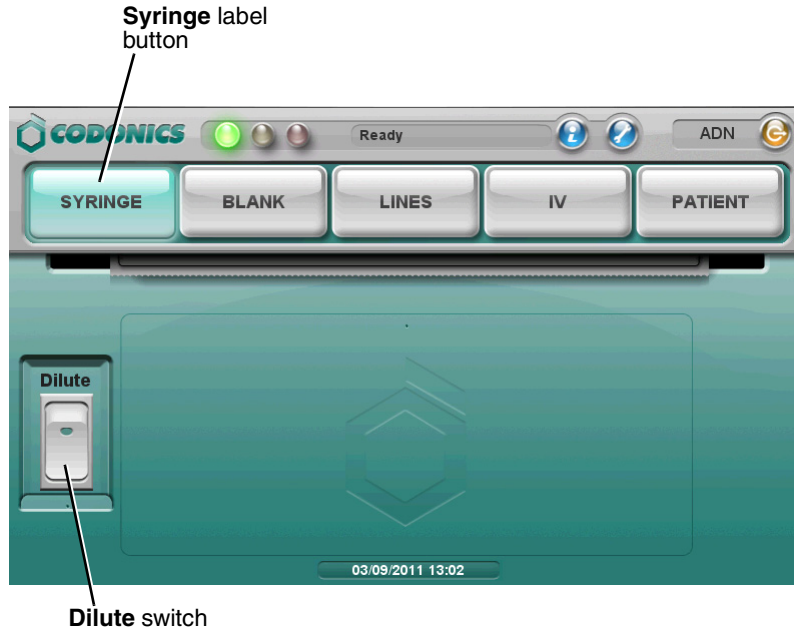 Syringe label
button
CODONICS
Ready
ADN
SYRINGE
BLANK
LINES
IV
PATIENT
Dilute
03/09/2011 13:02
Dilute switch